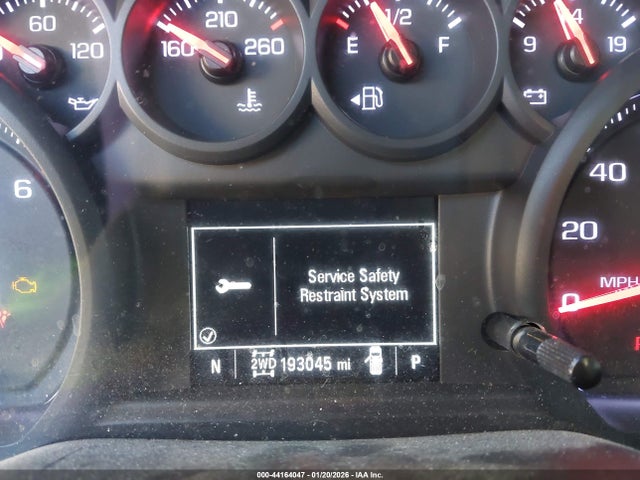 60
120
160
210
260
E
1/2
F
9
14
19
6
40
20
0
MPH
Service Safety
Restraint System
N
2WD
193045 mi
P
000-44164047 - 01/20/2026 - IAA Inc.